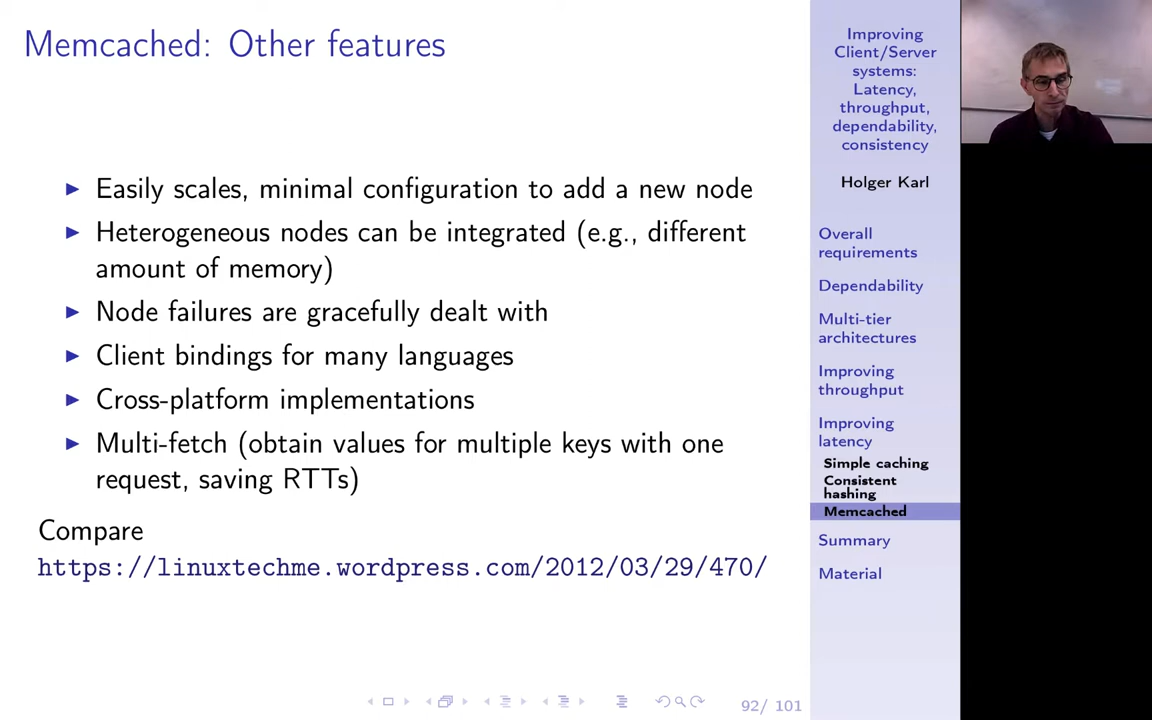 Memcached: Other features
Easily scales, minimal configuration to add a new node
Heterogeneous nodes can be integrated (e.g., different
amount of memory)
Node failures are gracefully dealt with
Client bindings for many languages
Cross-platform implementations
Multi-fetch (obtain values for multiple keys with one
request, saving RTTs)
Compare
https://linuxtechme.wordpress.com/2012/03/29/470/
Improving
Client/Server
systems:
Latency,
throughput,
dependability,
consistency
Holger Karl
Overall
requirements
Dependability
Multi-tier
architectures
Improving
throughput
Improving
latency
Simple caching
Consistent
hashing
Memcached
Summary
Material
92/ 101